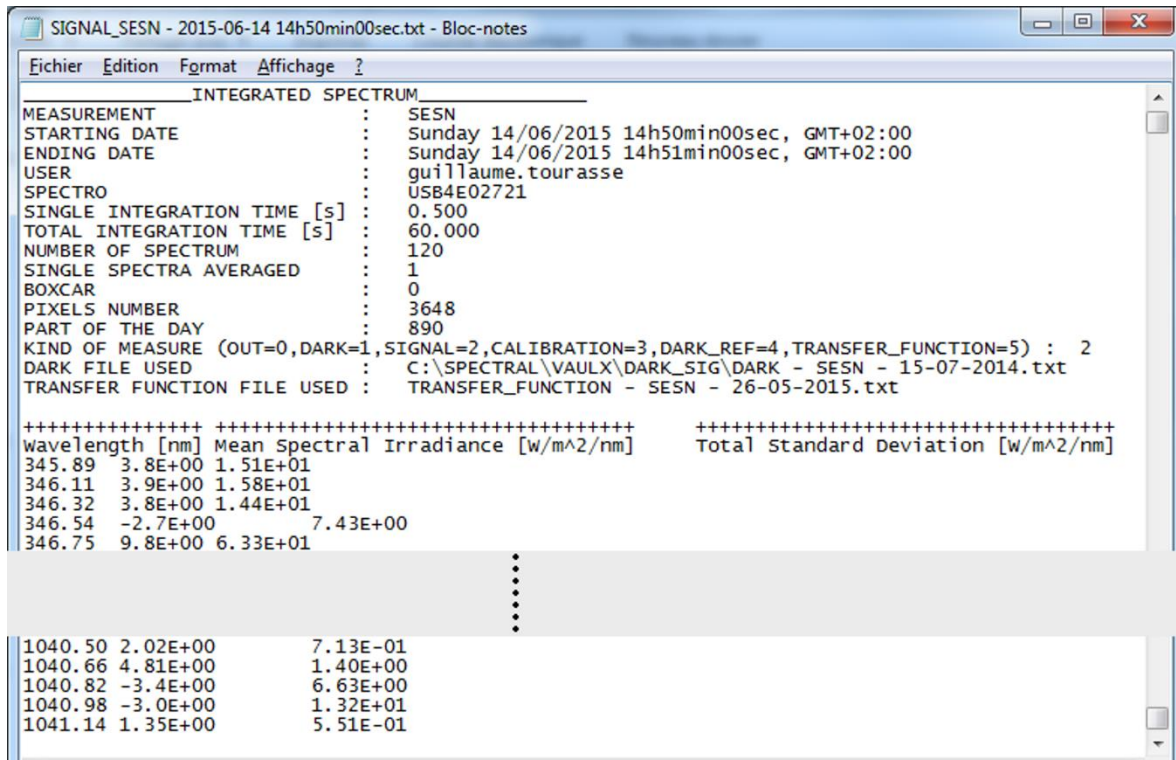 SIGNAL_SESN - 2015-06-14 14h50min00sec.txt - Bloc-notes
Fichier Edition Format Affichage ?
______________INTEGRATED SPECTRUM______________
MEASUREMENT : SESN
STARTING DATE : Sunday 14/06/2015 14h50min00sec, GMT+02:00
ENDING DATE : Sunday 14/06/2015 14h51min00sec, GMT+02:00
USER : guillaume.tourasse
SPECTRO : USB4E02721
SINGLE INTEGRATION TIME [s] : 0.500
TOTAL INTEGRATION TIME [s] : 60.000
NUMBER OF SPECTRUM : 120
SINGLE SPECTRA AVERAGED : 1
BOXCAR : 0
PIXELS NUMBER : 3648
PART OF THE DAY : 890
KIND OF MEASURE (OUT=0,DARK=1,SIGNAL=2,CALIBRATION=3,DARK_REF=4,TRANSFER_FUNCTION=5) : 2
DARK FILE USED : C:\SPECTRAL\VAULX\DARK_SIG\DARK - SESN - 15-07-2014.txt
TRANSFER FUNCTION FILE USED : TRANSFER_FUNCTION - SESN - 26-05-2015.txt
+++++++++++++++ +++++++++++++++++++++++++++++++++++ +++++++++++++++++++++++++++++++++++
Wavelength [nm] Mean Spectral Irradiance [W/m^2/nm] Total Standard Deviation [W/m^2/nm]
345.89 3.8E+00 1.51E+01
346.11 3.9E+00 1.58E+01
346.32 3.8E+00 1.44E+01
346.54 -2.7E+00 7.43E+00
346.75 9.8E+00 6.33E+01
1040.50 2.02E+00 7.13E-01
1040.66 4.81E+00 1.40E+00
1040.82 -3.4E+00 6.63E+00
1040.98 -3.0E+00 1.32E+01
1041.14 1.35E+00 5.51E-01